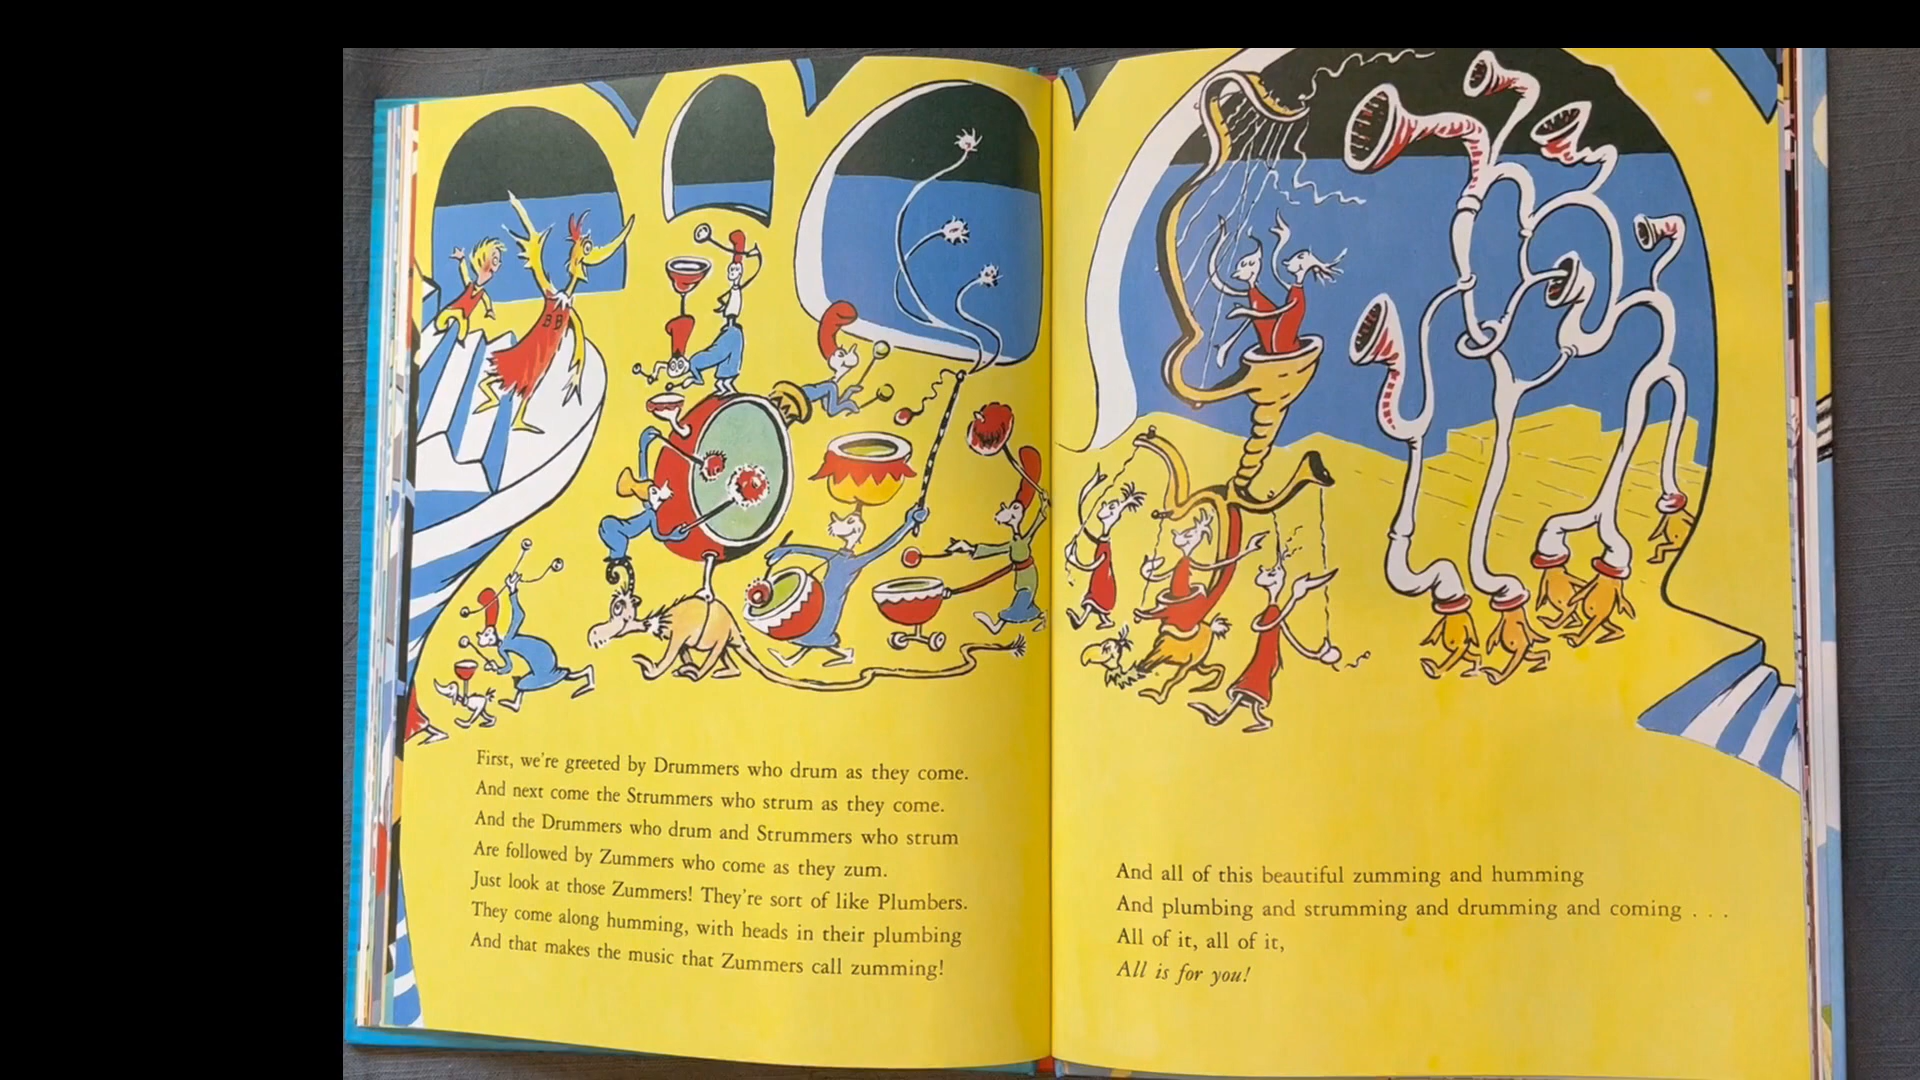 BB
First, we're greeted by Drummers who drum as they come.
And next come the Strummers who strum as they come.
And the Drummers who drum and Strummers who strum
Are followed by Zummers who come as they zum.
Just look at those Zummers! They're sort of like Plumbers.
They come along humming, with heads in their plumbing
And that makes the music that Zummers call zumming!
And all of this beautiful zumming and humming
And plumbing and strumming and drumming and coming . . .
All of it, all of it,
All is for you!